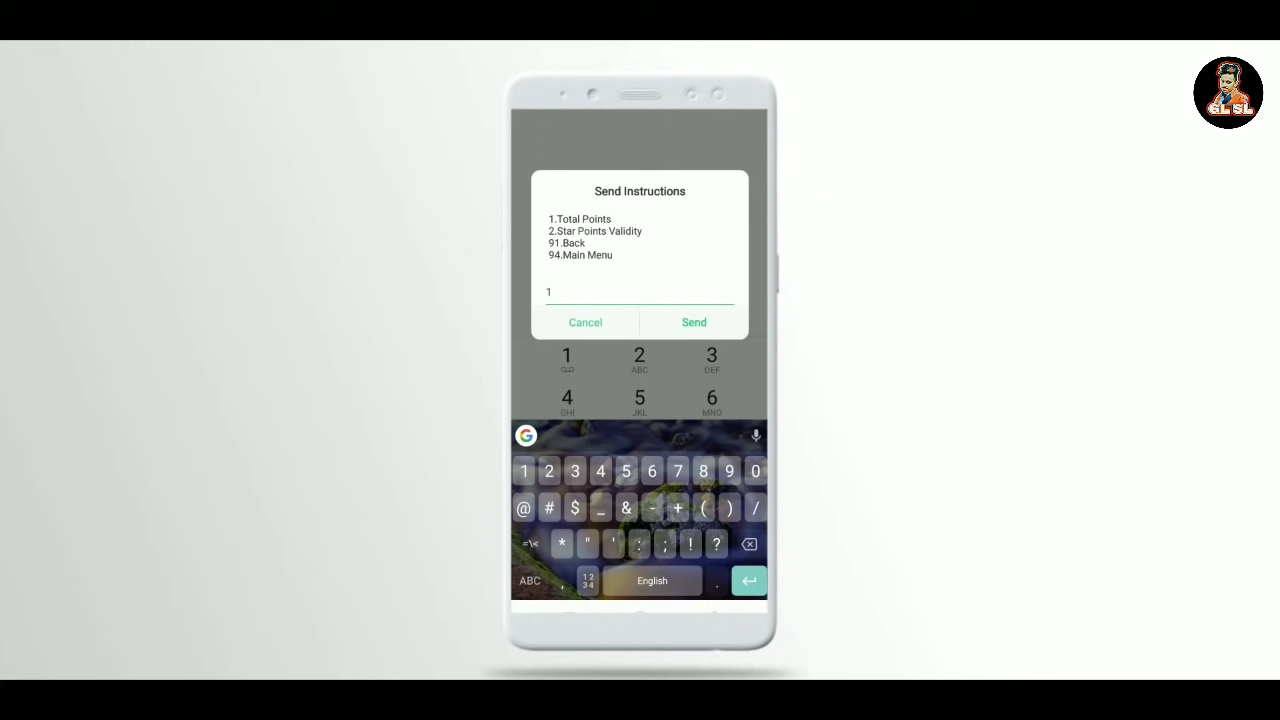 GL SL
Send Instructions
1.Total Points
2.Star Points Validity
91.Back
94.Main Menu
1
Cancel
Send
1 2 3
ABC DEF
4 5 6
GHI JKL MNO
G
1 2 3 4 5 6 7 8 9 0
@ # $ _ & - + ( ) /
=\< * " ' : ; ! ?
ABC , 12 34 English .